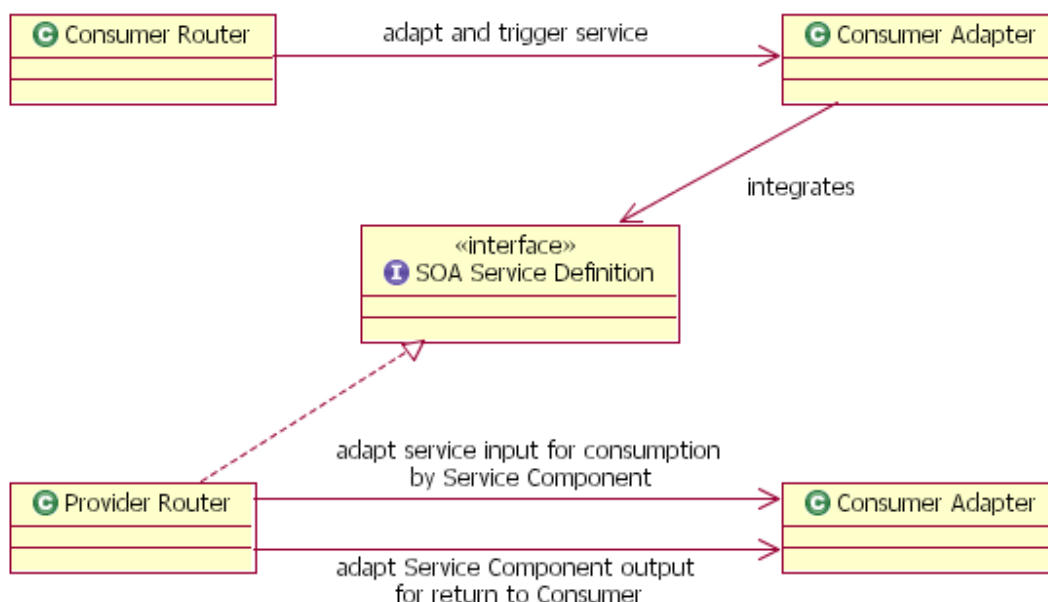 C Consumer Router
adapt and trigger service
C Consumer Adapter
integrates
«interface»
I SOA Service Definition
adapt service input for consumption
by Service Component
C Provider Router
C Consumer Adapter
adapt Service Component output
for return to Consumer